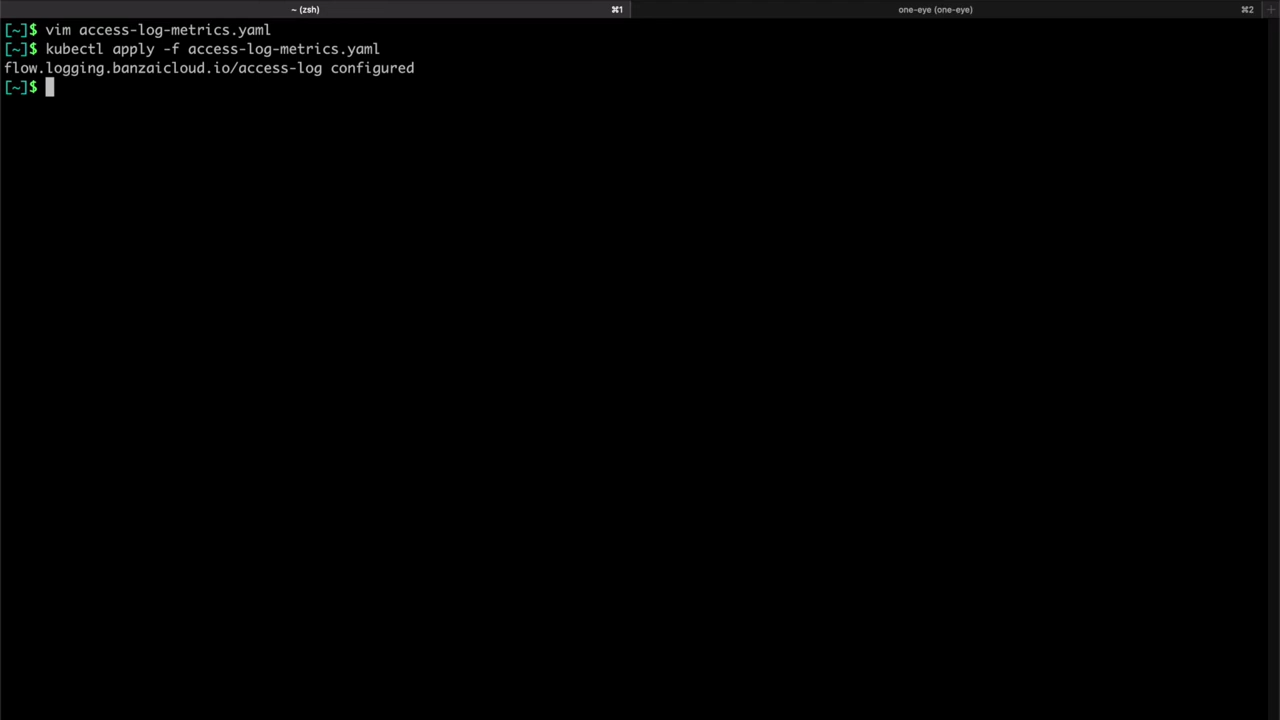 ~ (zsh) ⌘1 one-eye (one-eye) ⌘2 +
[~]$ vim access-log-metrics.yaml
[~]$ kubectl apply -f access-log-metrics.yaml
flow.logging.banzaicloud.io/access-log configured
[~]$